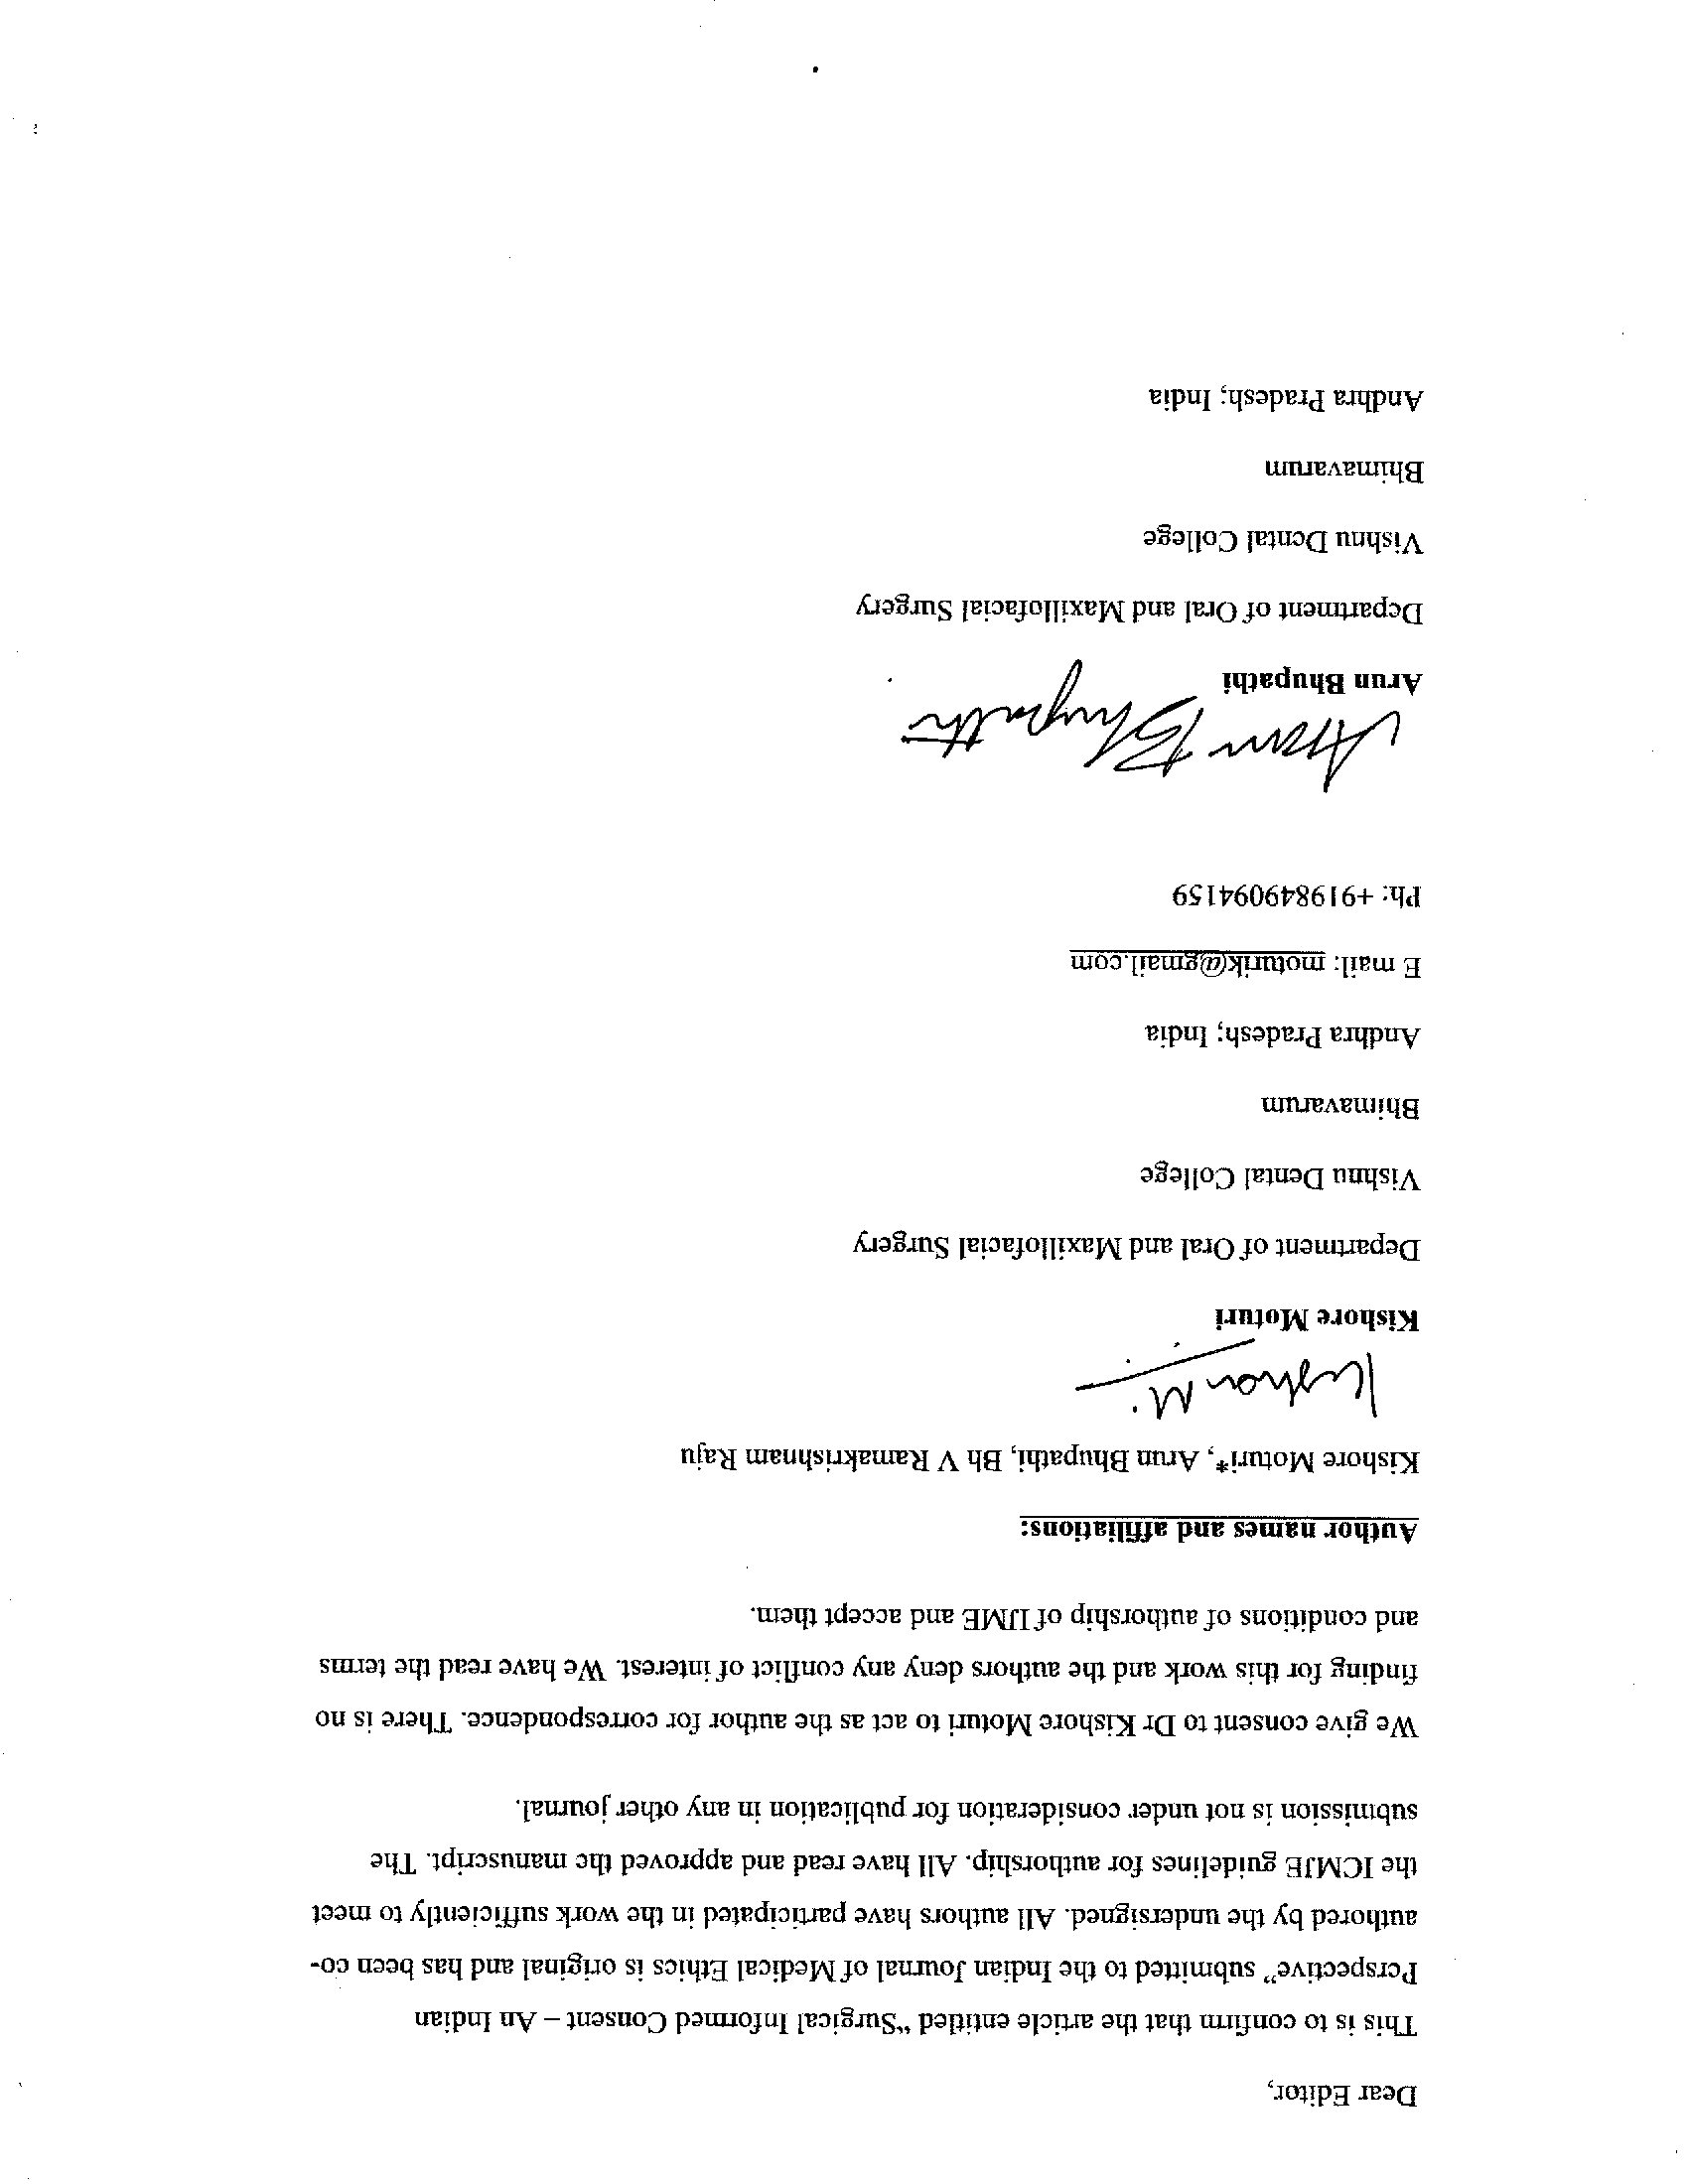 Dear Editor,
This is to confirm that the article entitled “Surgical Informed Consent – An Indian
Perspective” submitted to the Indian Journal of Medical Ethics is original and has been co-
authored by the undersigned. All authors have participated in the work sufficiently to meet
the ICMJE guidelines for authorship. All have read and approved the manuscript. The
submission is not under consideration for publication in any other journal.
We give consent to Dr Kishore Moturi to act as the author for correspondence. There is no
finding for this work and the authors deny any conflict of interest. We have read the terms
and conditions of authorship of IJME and accept them.
Author names and affiliations:
Kishore Moturi*, Arun Bhupathi, Bh V Ramakrishnam Raju
Kishore M.
Kishore Moturi
Department of Oral and Maxillofacial Surgery
Vishnu Dental College
Bhimavarum
Andhra Pradesh; India
E mail: moturik@gmail.com
Ph: +919849094159
Arun Bhupathi
Arun Bhupathi
Department of Oral and Maxillofacial Surgery
Vishnu Dental College
Bhimavarum
Andhra Pradesh; India